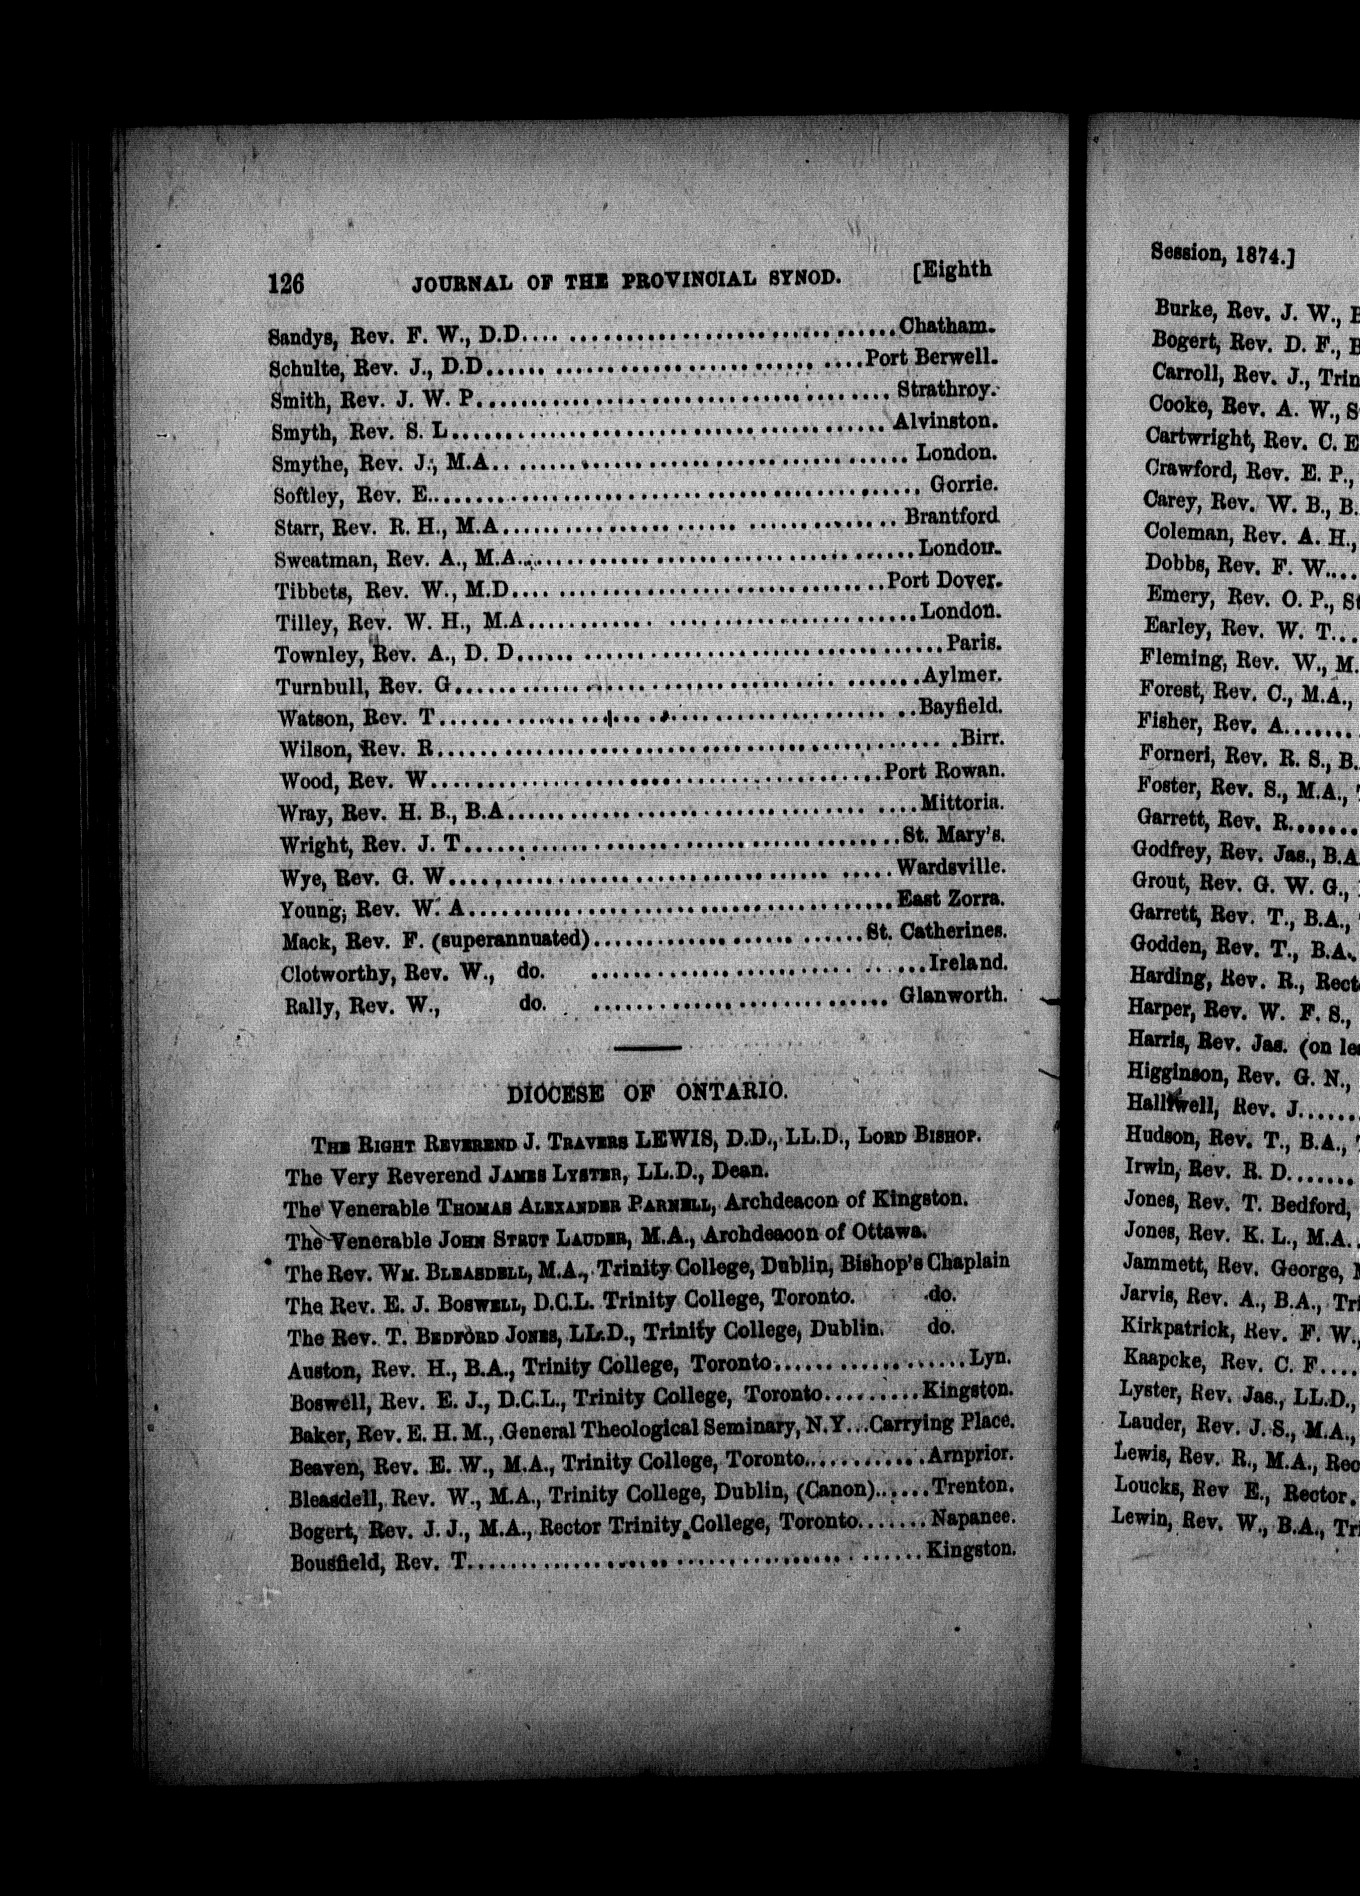 126 JOURNAL OF THE PROVINCIAL SYNOD. [Eighth
Sandys, Rev. F. W., D.D.... ..............................Chatham.
Schulte, Rev. J., D.D...... ........................ ....Port Berwell.
Smith, Rev. J. W. P........................................ Strathroy.
Smyth, Rev. S. L.......................................... Alvinston.
Smythe, Rev. J., M.A.. ..................................... London.
Softley, Rev. E............................................... Gorrie.
Starr, Rev. R. H., M.A.............. ...... .............. Brantford
Sweatman, Rev. A., M.A......................................London.
Tibbets, Rev. W., M.D.... ...............................Port Dover.
Tilley, Rev. W. H., M.A............ ........................London.
Townley, Rev. A., D. D...... ..................................Paris.
Turnbull, Rev. G................................... .......Aylmer.
Watson, Rev. T.......................................... ..Bayfield.
Wilson, Rev. R................................................ .Birr.
Wood, Rev. W..........................................Port Rowan.
Wray, Rev. H. B., B.A.................................. ....Mittoria.
Wright, Rev. J. T........................................St. Mary's.
Wye, Rev. G. W................................... .....Wardsville.
Young, Rev. W. A........................................East Zorra.
Mack, Rev. F. (superannuated)...................... ......St. Catherines.
Clotworthy, Rev. W., do. ......................... .. ...Ireland.
Rally, Rev. W., do. ............................. Glanworth.
DIOCESE OF ONTARIO.
THE RIGHT REVEREND J. TRAVERS LEWIS, D.D., LL.D., LORD BISHOP.
The Very Reverend JAMES LYSTER, LL.D., Dean.
The Venerable THOMAS ALEXANDER PARNELL, Archdeacon of Kingston.
The Venerable JOHN STRUT LAUDER, M.A., Archdeacon of Ottawa.
The Rev. WM. BLEASDELL, M.A., Trinity College, Dublin, Bishop's Chaplain
The Rev. E. J. BOSWELL, D.C.L. Trinity College, Toronto. do.
The Rev. T. BEDFORD JONES, LL.D., Trinity College, Dublin. do.
Auston, Rev. H., B.A., Trinity College, Toronto...................Lyn.
Boswell, Rev. E. J., D.C.L., Trinity College, Toronto.........Kingston.
Baker, Rev. E. H. M., General Theological Seminary, N.Y...Carrying Place.
Beaven, Rev. E. W., M.A., Trinity College, Toronto............Arnprior.
Bleasdell, Rev. W., M.A., Trinity College, Dublin, (Canon)......Trenton.
Bogert, Rev. J. J., M.A., Rector Trinity College, Toronto....... Napanee.
Bousfield, Rev. T................................... . ......Kingston.
Session, 1874.]
Burke, Rev. J. W., B
Bogert, Rev. D. F., B
Carroll, Rev. J., Trin
Cooke, Rev. A. W., S
Cartwright, Rev. C. E
Crawford, Rev. E. P.,
Carey, Rev. W. B., B.
Coleman, Rev. A. H.,
Dobbs, Rev. F. W....
Emery, Rev. O. P., St
Earley, Rev. W. T...
Fleming, Rev. W., M.
Forest, Rev. C., M.A.,
Fisher, Rev. A.......
Forneri, Rev. R. S., B.
Foster, Rev. S., M.A.,
Garrett, Rev. R.......
Godfrey, Rev. Jas., B.A
Grout, Rev. G. W. G.,
Garrett, Rev. T., B.A.,
Godden, Rev. T., B.A.
Harding, Rev. R., Rect
Harper, Rev. W. F. S.,
Harris, Rev. Jas. (on le
Higginson, Rev. G. N.,
Halliwell, Rev. J......
Hudson, Rev. T., B.A.,
Irwin, Rev. R. D.......
Jones, Rev. T. Bedford,
Jones, Rev. K. L., M.A.
Jammett, Rev. George,
Jarvis, Rev. A., B.A., Tri
Kirkpatrick, Rev. F. W.,
Kaapcke, Rev. C. F....
Lyster, Rev. Jas., LL.D.,
Lauder, Rev. J. S., M.A.,
Lewis, Rev. R., M.A., Rec
Loucks, Rev E., Rector.
Lewin, Rev. W., B.A., Tri